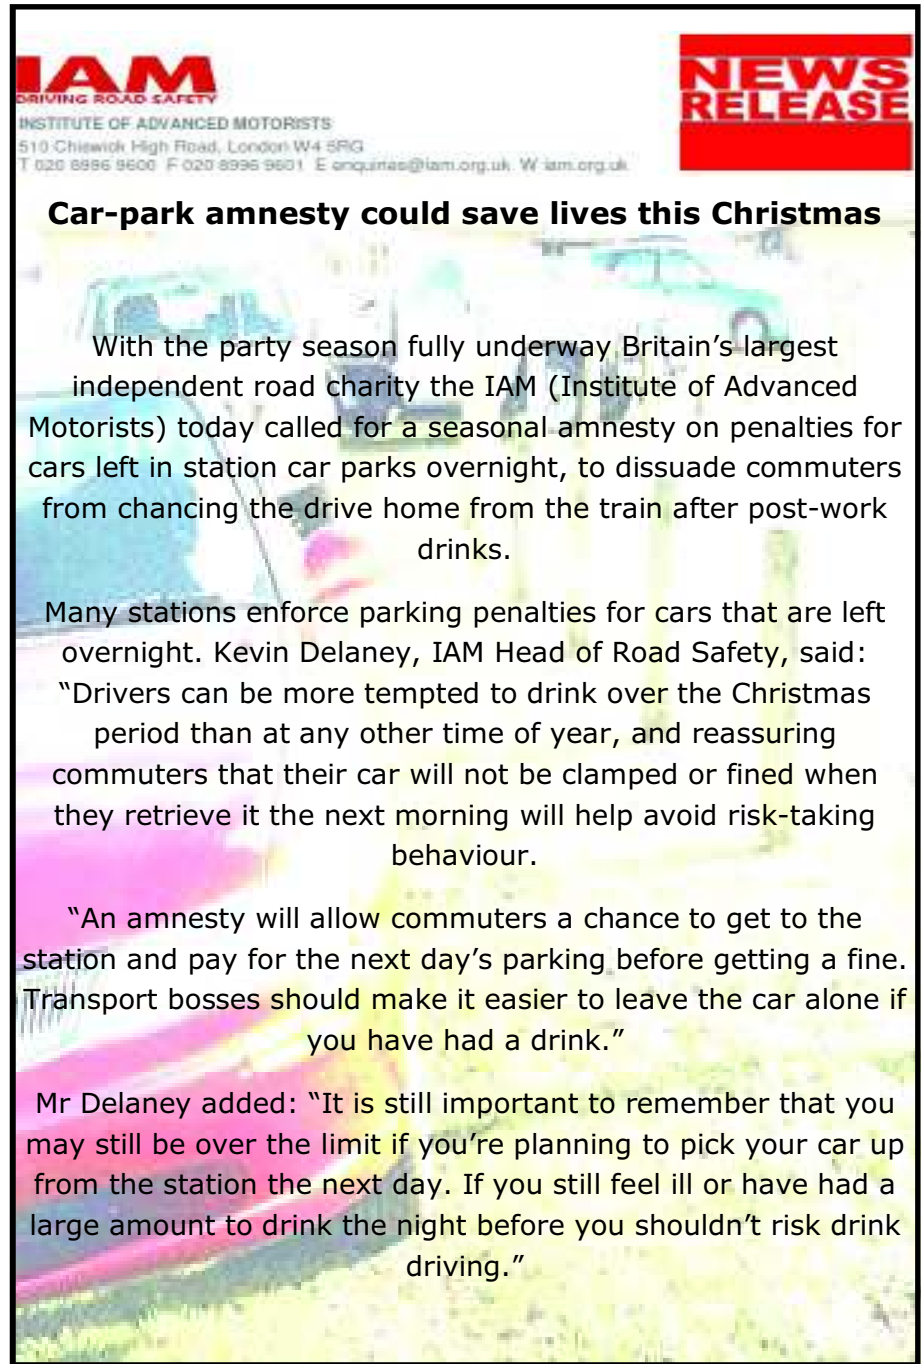 IAM
DRIVING ROAD SAFETY
INSTITUTE OF ADVANCED MOTORISTS
510 Chiswick High Road, London W4 5RG
T 020 8996 9600 F 020 8996 9601 E enquiries@iam.org.uk W iam.org.uk
NEWS
RELEASE
Car-park amnesty could save lives this Christmas
With the party season fully underway Britain’s largest
independent road charity the IAM (Institute of Advanced
Motorists) today called for a seasonal amnesty on penalties for
cars left in station car parks overnight, to dissuade commuters
from chancing the drive home from the train after post-work
drinks.
Many stations enforce parking penalties for cars that are left
overnight. Kevin Delaney, IAM Head of Road Safety, said:
“Drivers can be more tempted to drink over the Christmas
period than at any other time of year, and reassuring
commuters that their car will not be clamped or fined when
they retrieve it the next morning will help avoid risk-taking
behaviour.
“An amnesty will allow commuters a chance to get to the
station and pay for the next day’s parking before getting a fine.
Transport bosses should make it easier to leave the car alone if
you have had a drink.”
Mr Delaney added: “It is still important to remember that you
may still be over the limit if you’re planning to pick your car up
from the station the next day. If you still feel ill or have had a
large amount to drink the night before you shouldn’t risk drink
driving.”